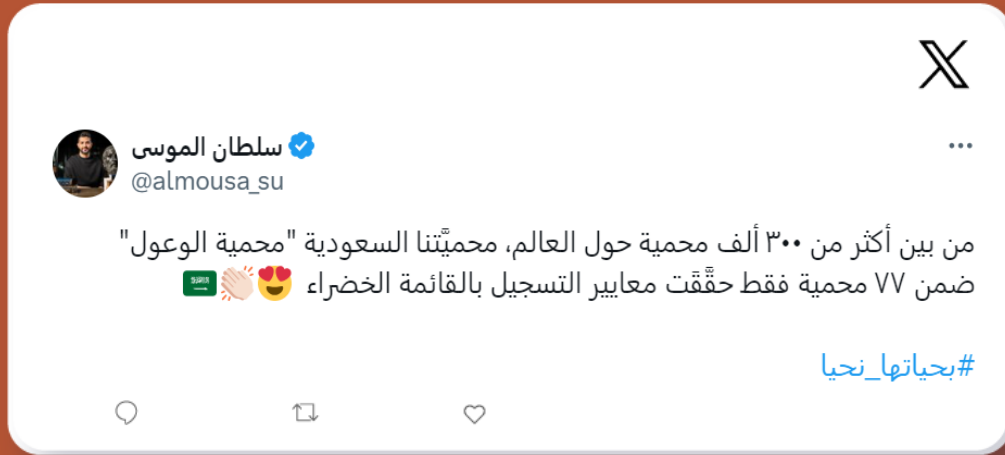 سلطان الموسى
@almousa_su
من بين أكثر من ٣٠٠ ألف محمية حول العالم، محميَّتنا السعودية "محمية الوعول"
ضمن ٧٧ محمية فقط حقَّقَت معايير التسجيل بالقائمة الخضراء 😍👏🏻🇸🇦
#بحياتها_نحيا